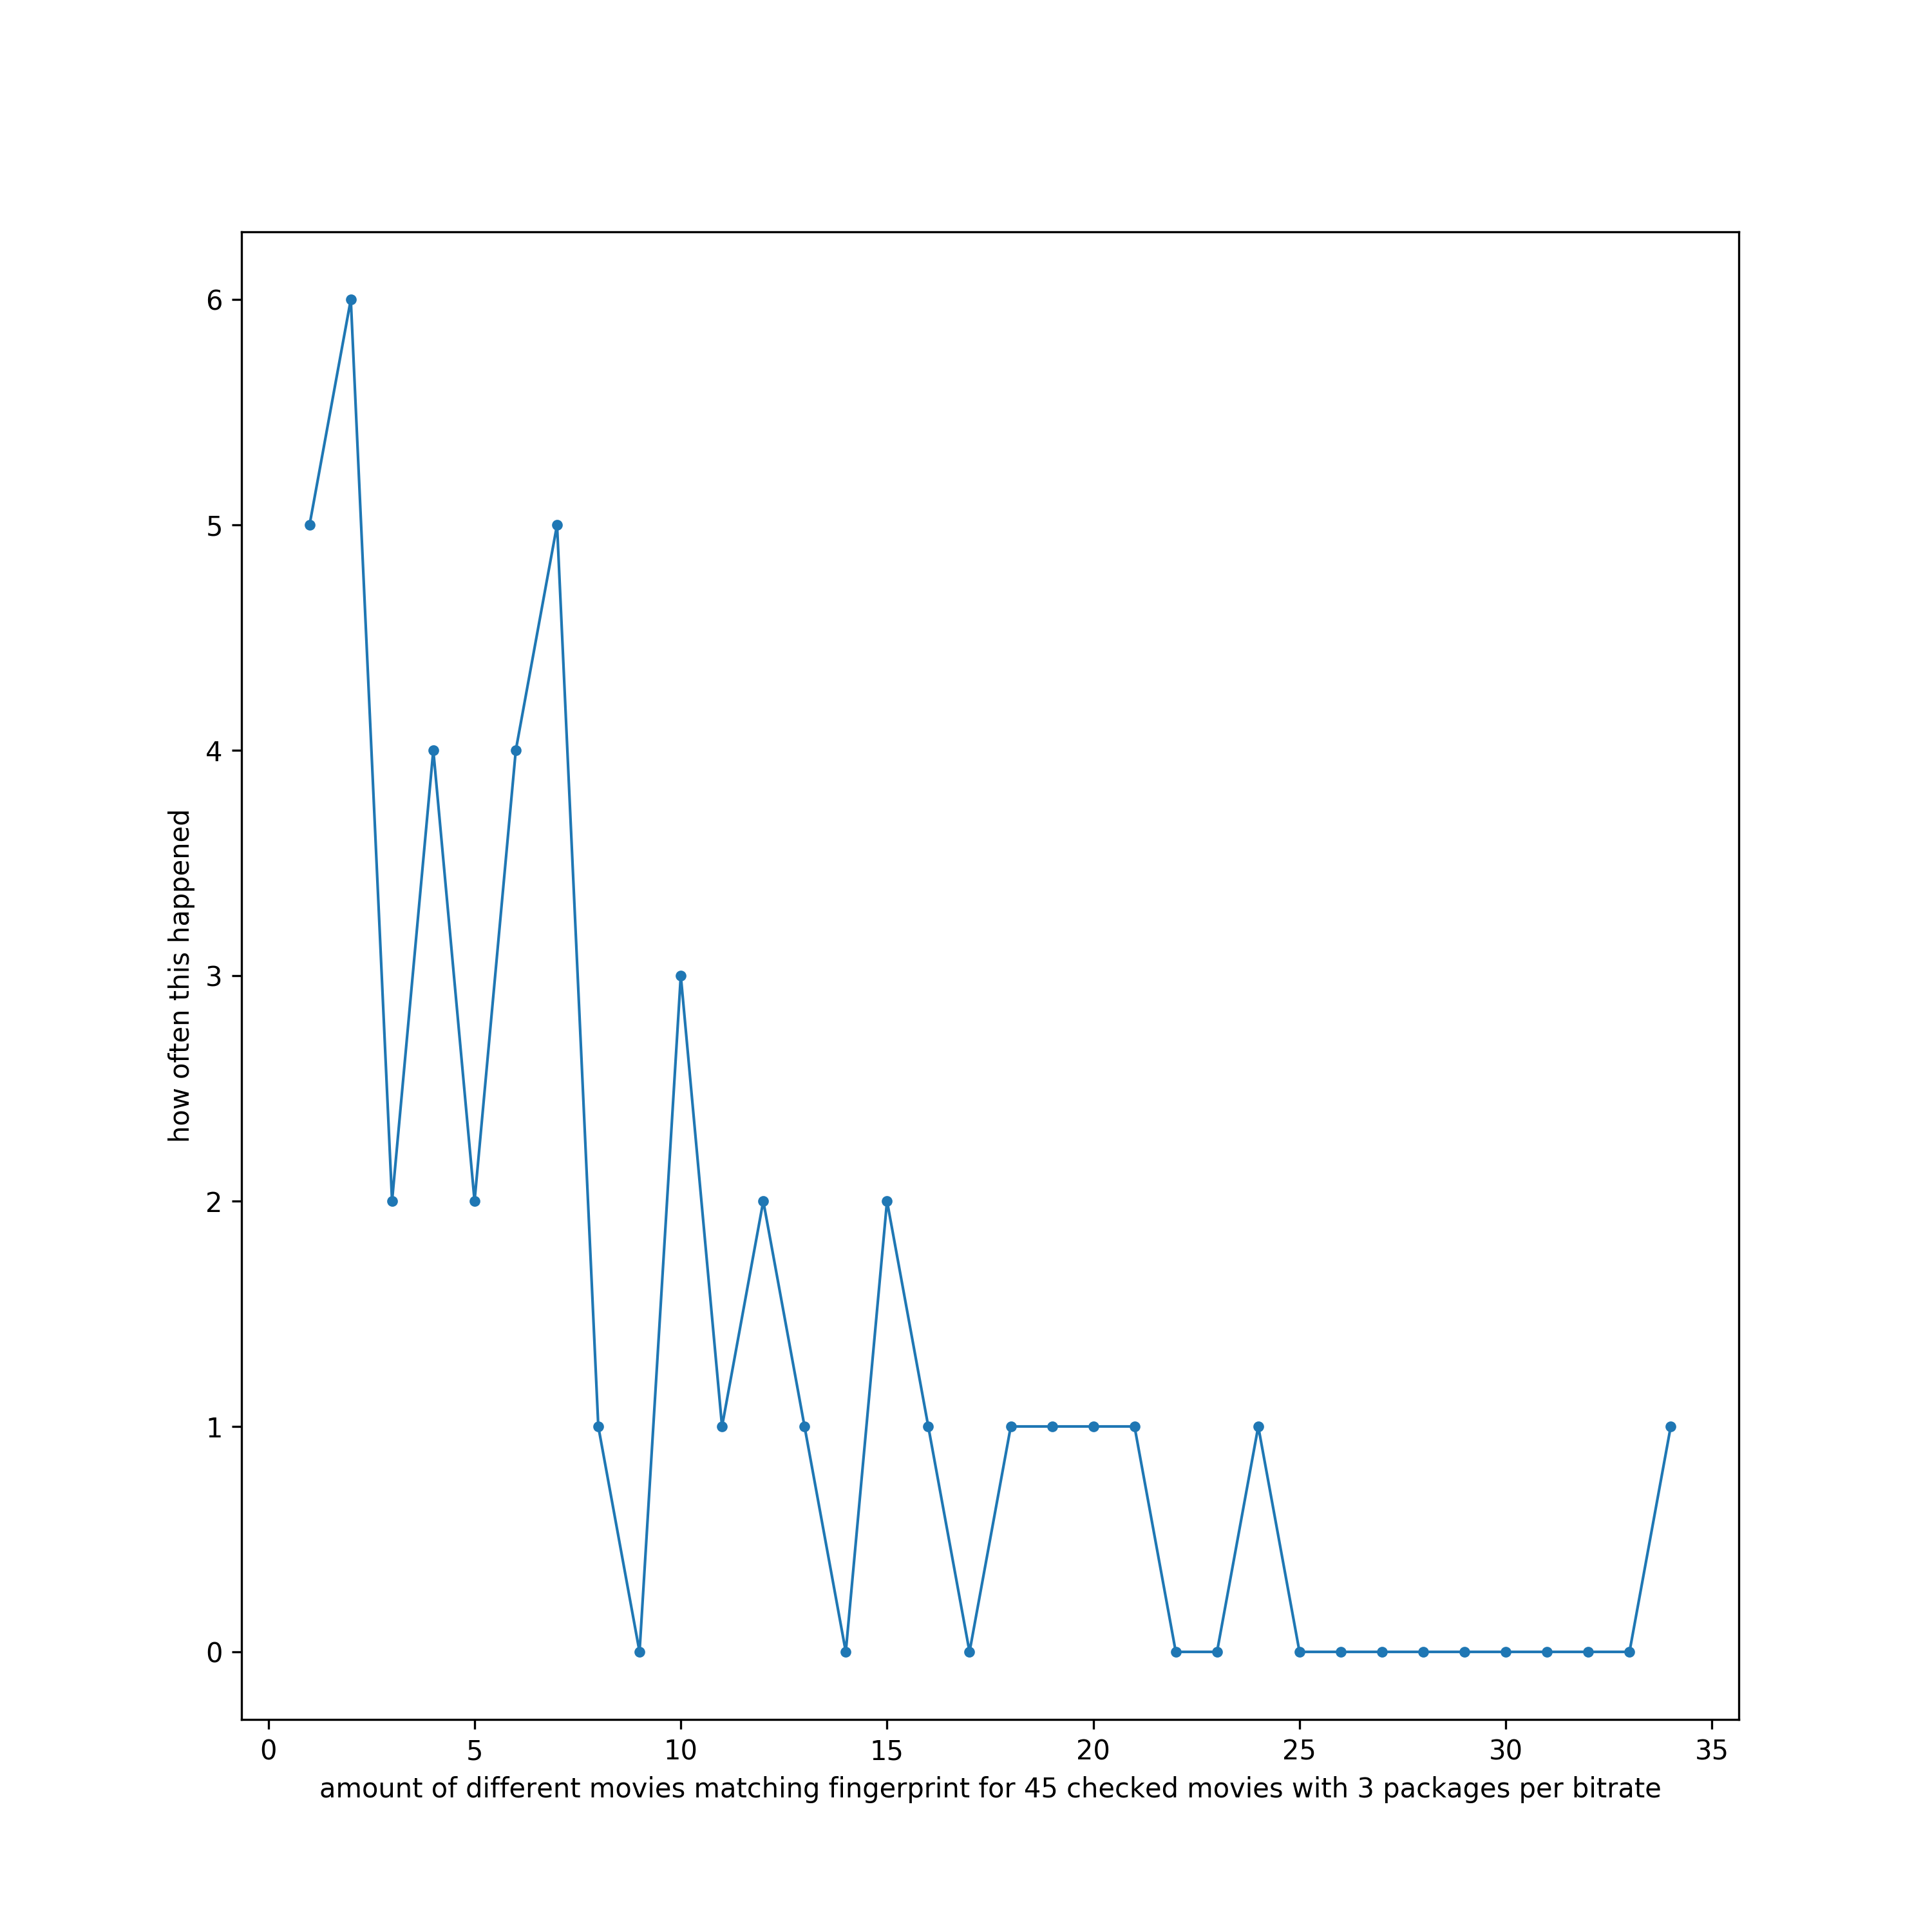 6
5
4
3
2
1
0
how often this happened
0 5 10 15 20 25 30 35
amount of different movies matching fingerprint for 45 checked movies with 3 packages per bitrate